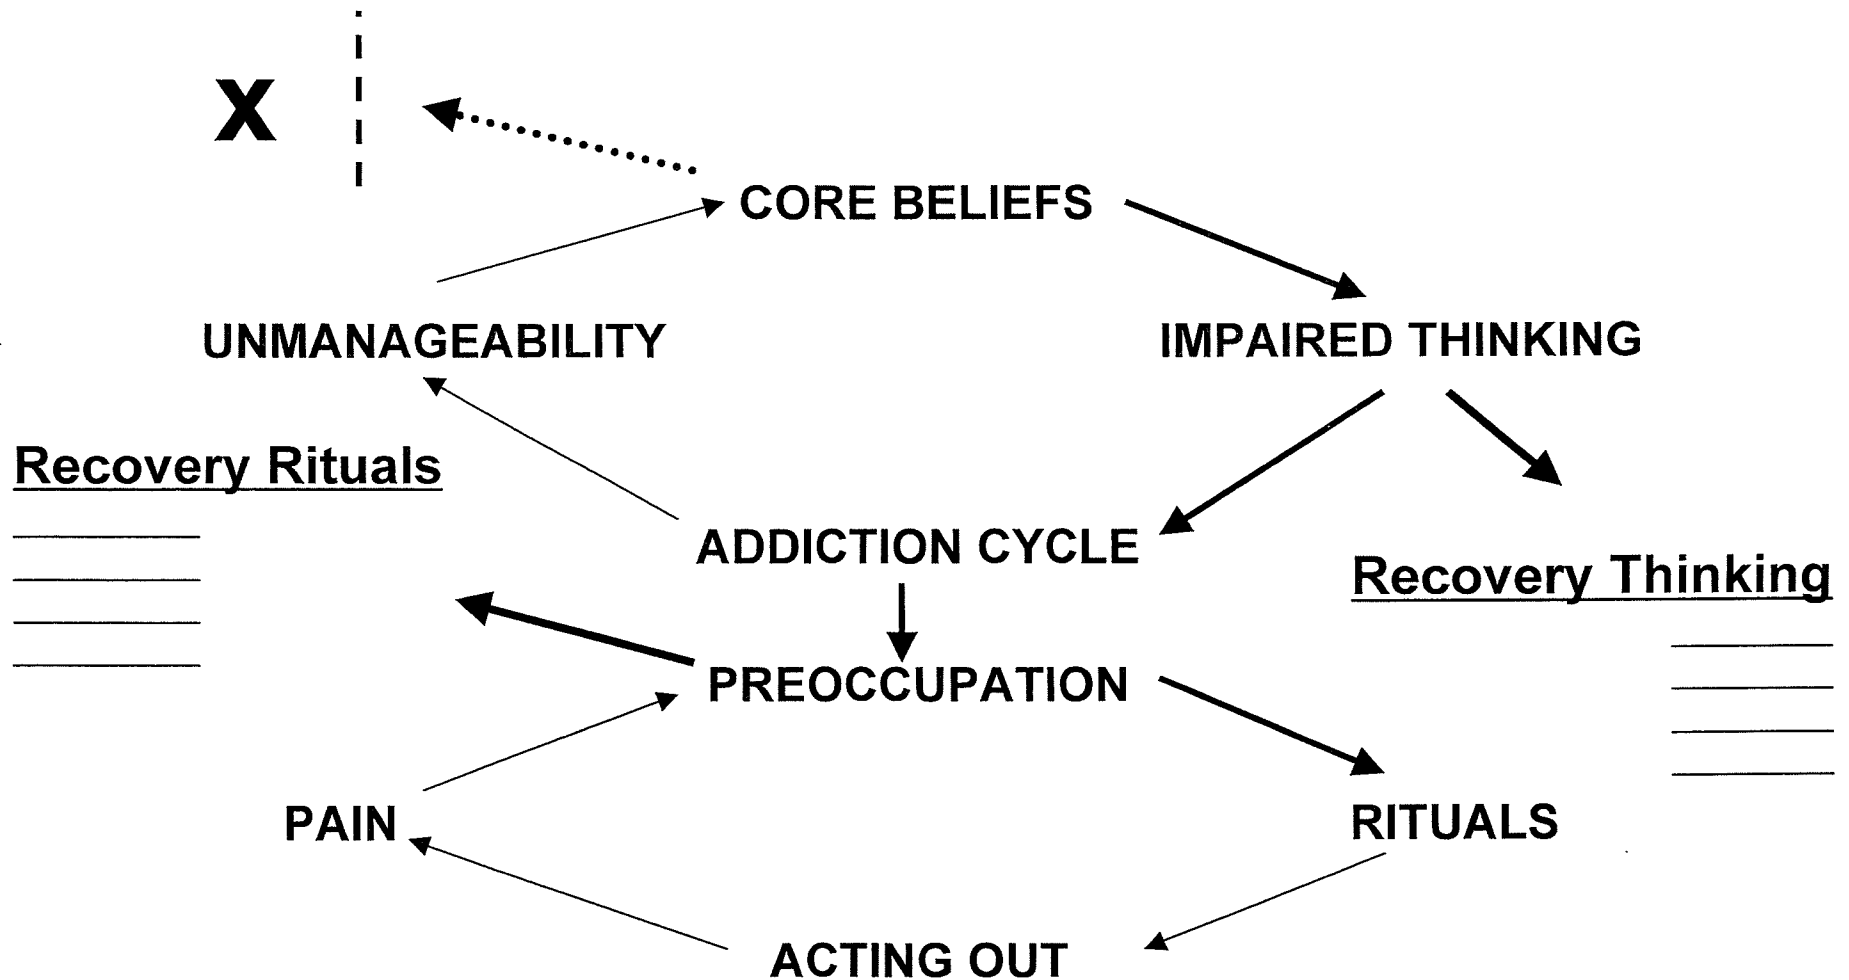 X
CORE BELIEFS
UNMANAGEABILITY
IMPAIRED THINKING
Recovery Rituals
ADDICTION CYCLE
Recovery Thinking
PREOCCUPATION
PAIN
RITUALS
ACTING OUT